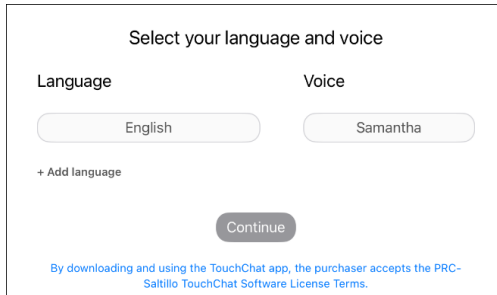 Select your language and voice
Language
Voice
English
Samantha
+ Add language
Continue
By downloading and using the TouchChat app, the purchaser accepts the PRC-
Saltillo TouchChat Software License Terms.